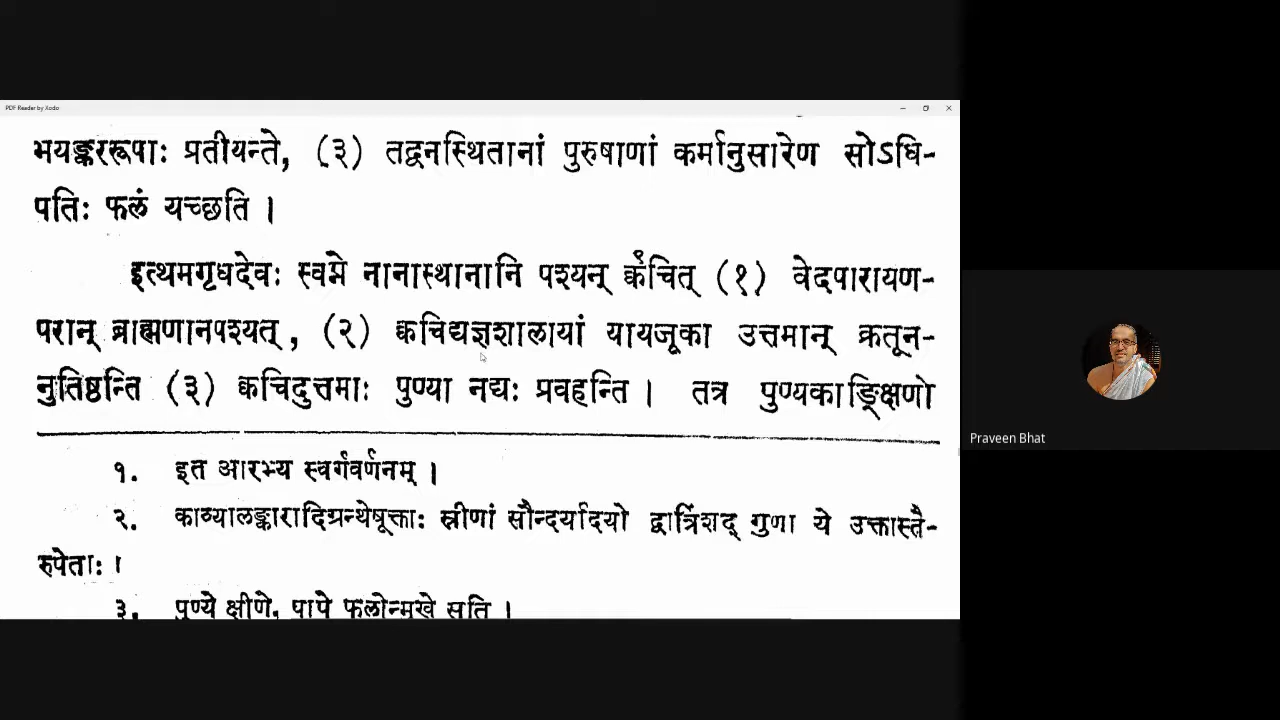 PDF Reader by Xodo
भयङ्कररूपाः प्रतीयन्ते, (३) तद्वनस्थितानां पुरुषाणां कर्मानुसारेण सोऽधि-
पतिः फलं यच्छति ।
इत्थमगृधदेवः स्वप्ने नानास्थानानि पश्यन् क्वचित् (१) वेदपारायण-
परान् ब्राह्मणानपश्यत्, (२) क्वचिद्यज्ञशालायां यायजूका उत्तमान् क्रतून-
नुतिष्ठन्ति (३) क्वचिदुत्तमाः पुण्या नद्यः प्रवहन्ति । तत्र पुण्यकाङ्क्षिणो
१. इत आरभ्य स्वर्गवर्णनम् ।
२. काव्यालङ्कारादिग्रन्थेषूक्ताः स्त्रीणां सौन्दर्यादयो द्वात्रिंशद् गुणा ये उक्तास्तै-
रुपेताः ।
३. पुण्ये क्षीणे, पापे फलोन्मुखे सति ।
Praveen Bhat